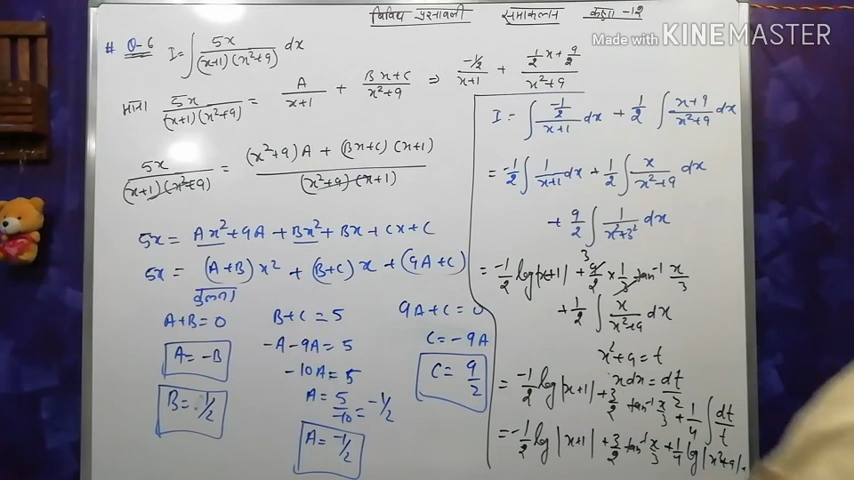 विविध प्रश्नावली समाकलन कक्षा -12
Made with KINEMASTER
# Q-6 I = ∫ 5x/((x+1)(x²+9)) dx
माना 5x/((x+1)(x²+9)) = A/(x+1) + (Bx+C)/(x²+9) ⇒ (-1/2)/(x+1) + (1/2 x + 9/2)/(x²+9)
5x/((x+1)(x²+9)) = ((x²+9)A + (Bx+C)(x+1))/((x²+9)(x+1))
5x = Ax²+9A+Bx²+Bx+Cx+C
5x = (A+B)x² + (B+C)x + (9A+C)
तुलना
A+B=0 B+C=5 9A+C=0
A=-B -A-9A=5 C=-9A
-10A=5 C=9/2
B=-1/2 A=5/-10=-1/2
A=-1/2
I = ∫ (-1/2)/(x+1) dx + 1/2 ∫ (x+9)/(x²+9) dx
= -1/2 ∫ 1/(x+1) dx + 1/2 ∫ x/(x²+9) dx
+ 9/2 ∫ 1/(x²+3²) dx
= -1/2 log|x+1| + 9/2 × 1/3 tan⁻¹ x/3
+ 1/2 ∫ x/(x²+9) dx
x²+9=t
x dx = dt/2
= -1/2 log|x+1| + 3/2 tan⁻¹ x/3 + 1/4 ∫ dt/t
= -1/2 log|x+1| + 3/2 tan⁻¹ x/3 + 1/4 log|x²+9|+